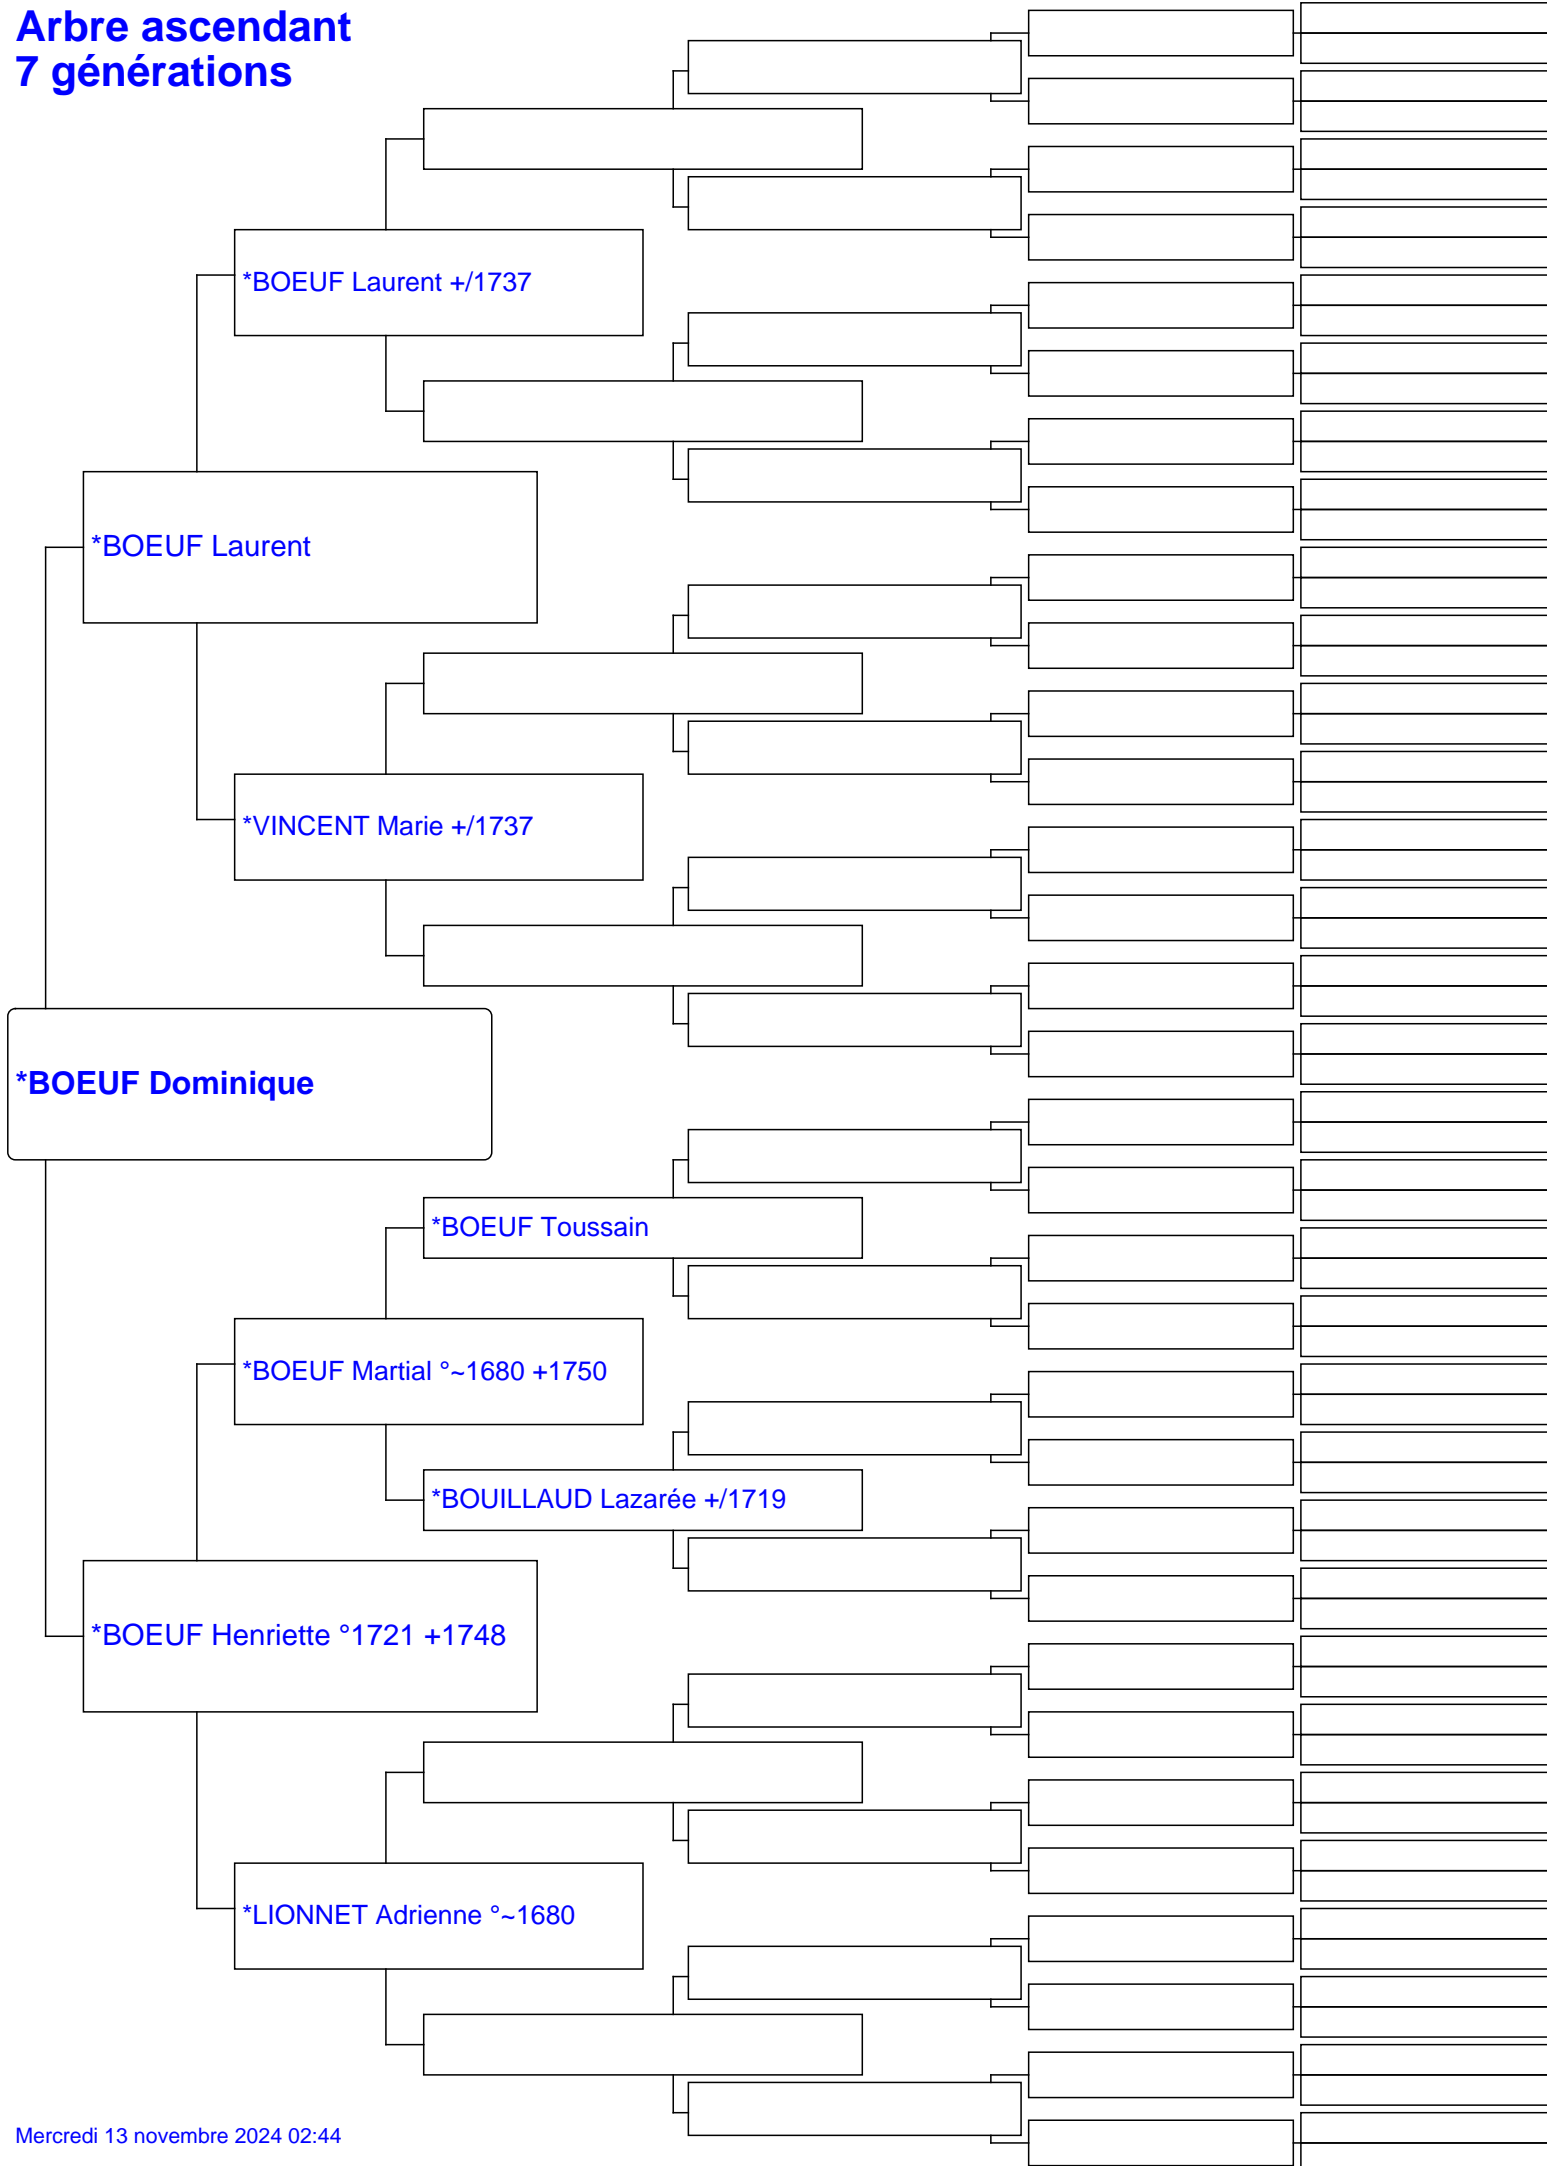 Arbre ascendant
7 générations
*BOEUF Laurent +/1737
*BOEUF Laurent
*VINCENT Marie +/1737
*BOEUF Dominique
*BOEUF Toussain
*BOEUF Martial °~1680 +1750
*BOUILLAUD Lazarée +/1719
*BOEUF Henriette °1721 +1748
*LIONNET Adrienne °~1680
Mercredi 13 novembre 2024 02:44